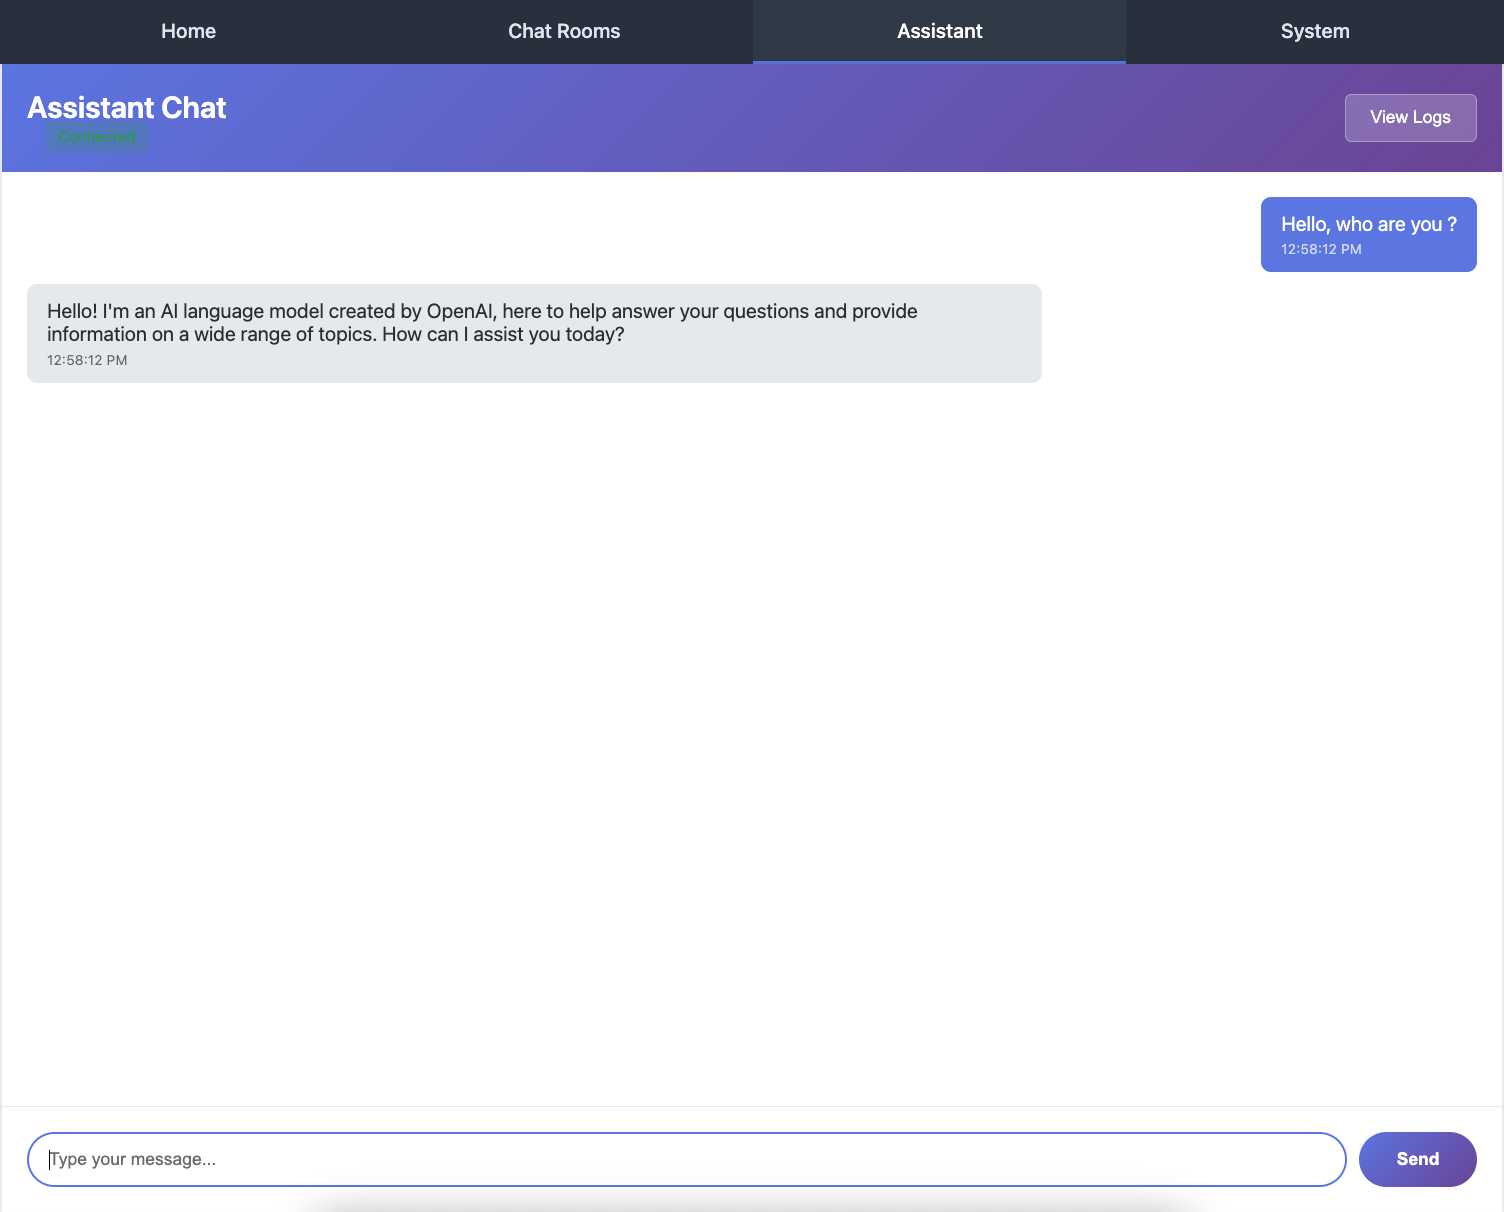 Home
Chat Rooms
Assistant
System
Assistant Chat
Connected
View Logs
Hello, who are you ?
12:58:12 PM
Hello! I'm an AI language model created by OpenAI, here to help answer your questions and provide
information on a wide range of topics. How can I assist you today?
12:58:12 PM
Type your message...
Send